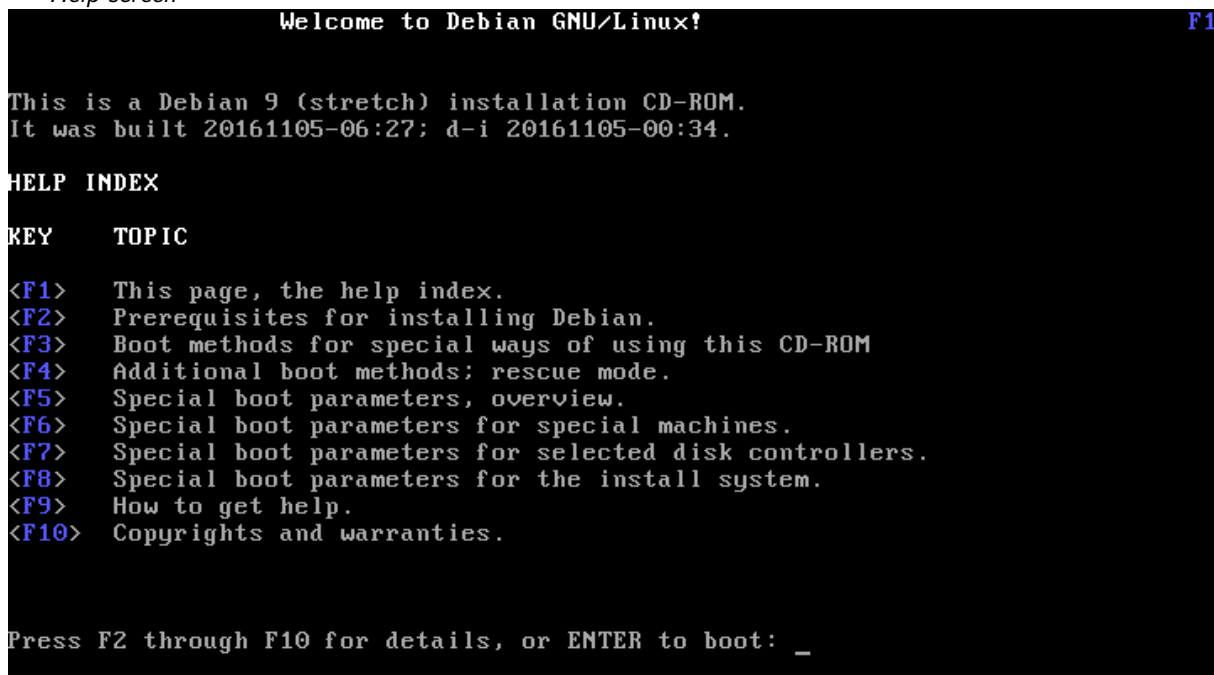 Help screen
Welcome to Debian GNU/Linux! F1
This is a Debian 9 (stretch) installation CD-ROM.
It was built 20161105-06:27; d-i 20161105-00:34.
HELP INDEX
KEY TOPIC
<F1> This page, the help index.
<F2> Prerequisites for installing Debian.
<F3> Boot methods for special ways of using this CD-ROM
<F4> Additional boot methods; rescue mode.
<F5> Special boot parameters, overview.
<F6> Special boot parameters for special machines.
<F7> Special boot parameters for selected disk controllers.
<F8> Special boot parameters for the install system.
<F9> How to get help.
<F10> Copyrights and warranties.
Press F2 through F10 for details, or ENTER to boot: _